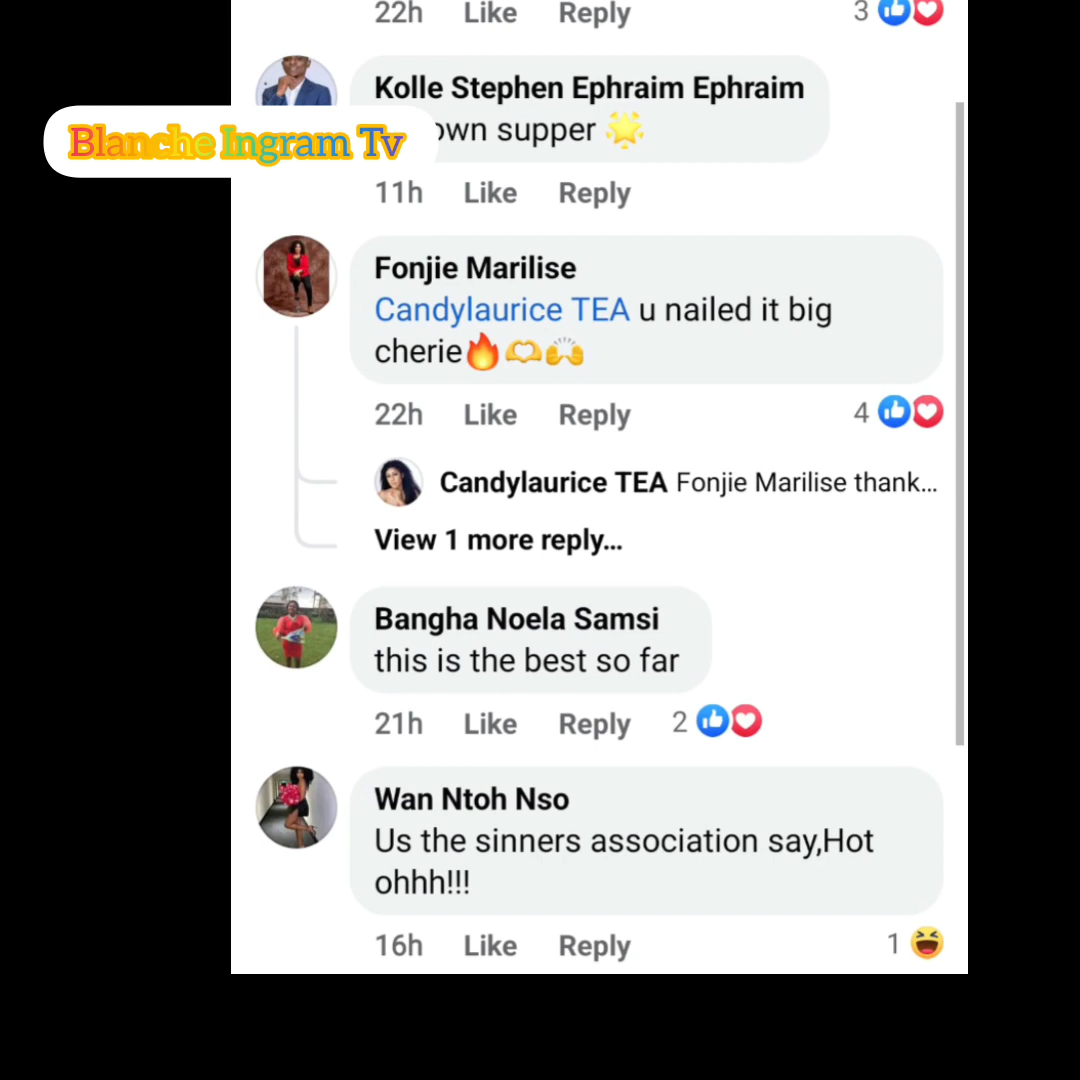 22h Like Reply 3
Kolle Stephen Ephraim Ephraim
Blanche Ingram Tv
supper 🌟
11h Like Reply
Fonjie Marilise
Candylaurice TEA u nailed it big
cherie🔥🫶🙌
22h Like Reply 4
Candylaurice TEA Fonjie Marilise thank...
View 1 more reply...
Bangha Noela Samsi
this is the best so far
21h Like Reply 2
Wan Ntoh Nso
Us the sinners association say,Hot
ohhh!!!
16h Like Reply 1